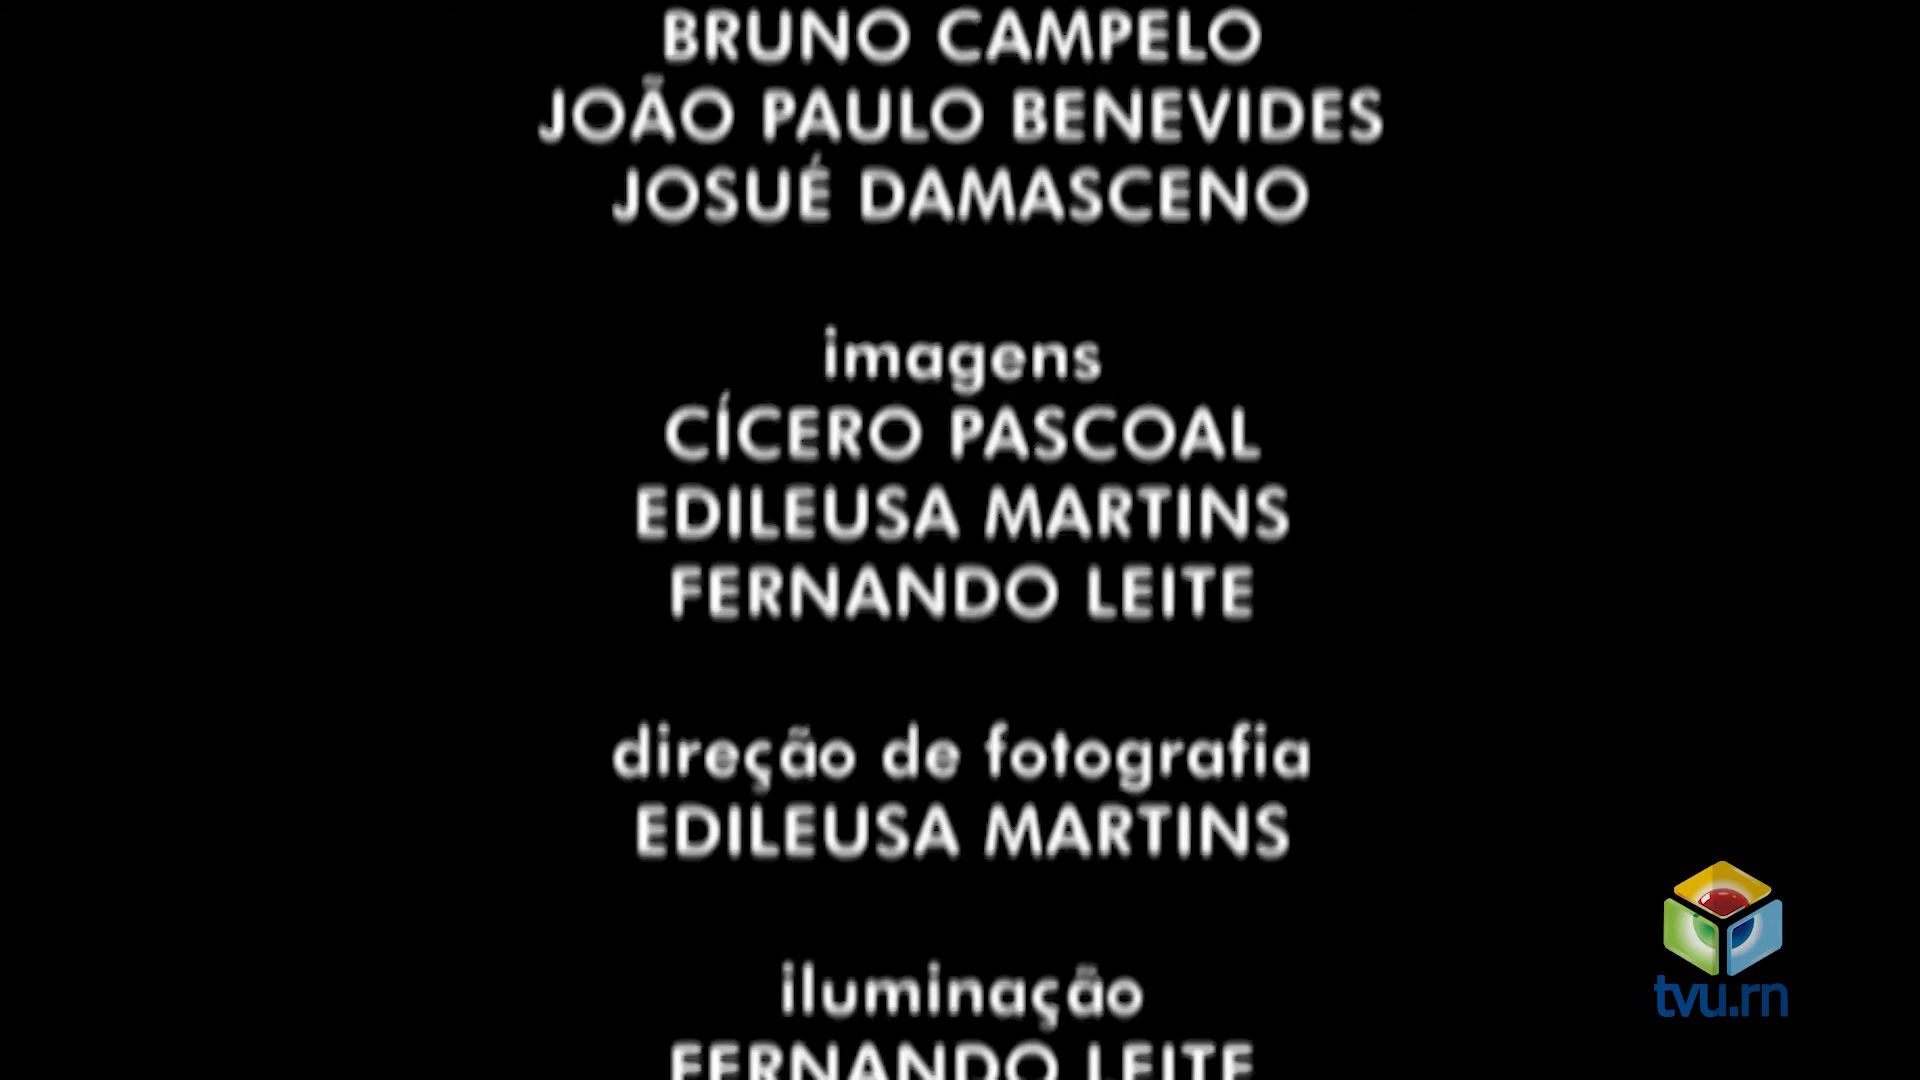 BRUNO CAMPELO
JOÃO PAULO BENEVIDES
JOSUÉ DAMASCENO
imagens
CÍCERO PASCOAL
EDILEUSA MARTINS
FERNANDO LEITE
direção de fotografia
EDILEUSA MARTINS
iluminação
FERNANDO LEITE
tvu.rn